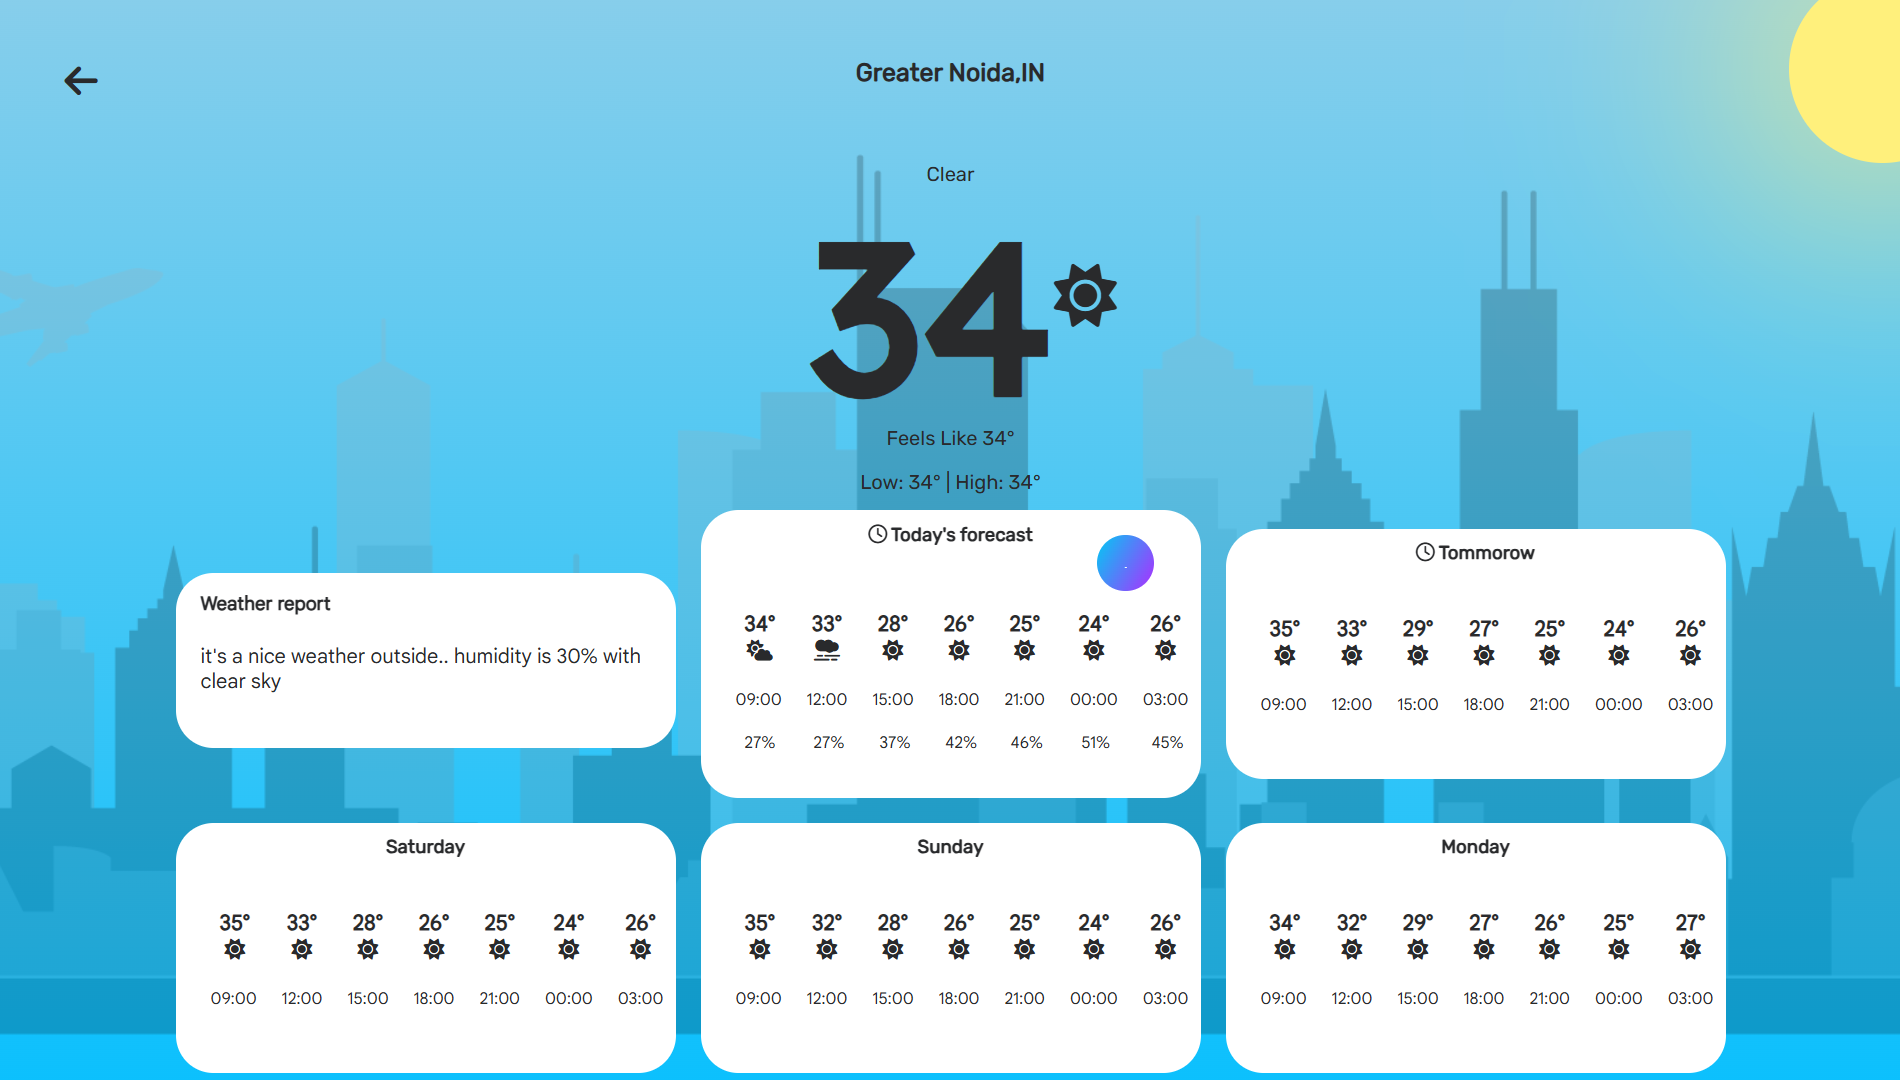 Greater Noida,IN
Clear
34
Feels Like 34°
Low: 34° | High: 34°
Weather report
it's a nice weather outside.. humidity is 30% with
clear sky
Today's forecast
34° 33° 28° 26° 25° 24° 26°
09:00 12:00 15:00 18:00 21:00 00:00 03:00
27% 27% 37% 42% 46% 51% 45%
Tommorow
35° 33° 29° 27° 25° 24° 26°
09:00 12:00 15:00 18:00 21:00 00:00 03:00
Saturday
35° 33° 28° 26° 25° 24° 26°
09:00 12:00 15:00 18:00 21:00 00:00 03:00
Sunday
35° 32° 28° 26° 25° 24° 26°
09:00 12:00 15:00 18:00 21:00 00:00 03:00
Monday
34° 32° 29° 27° 26° 25° 27°
09:00 12:00 15:00 18:00 21:00 00:00 03:00